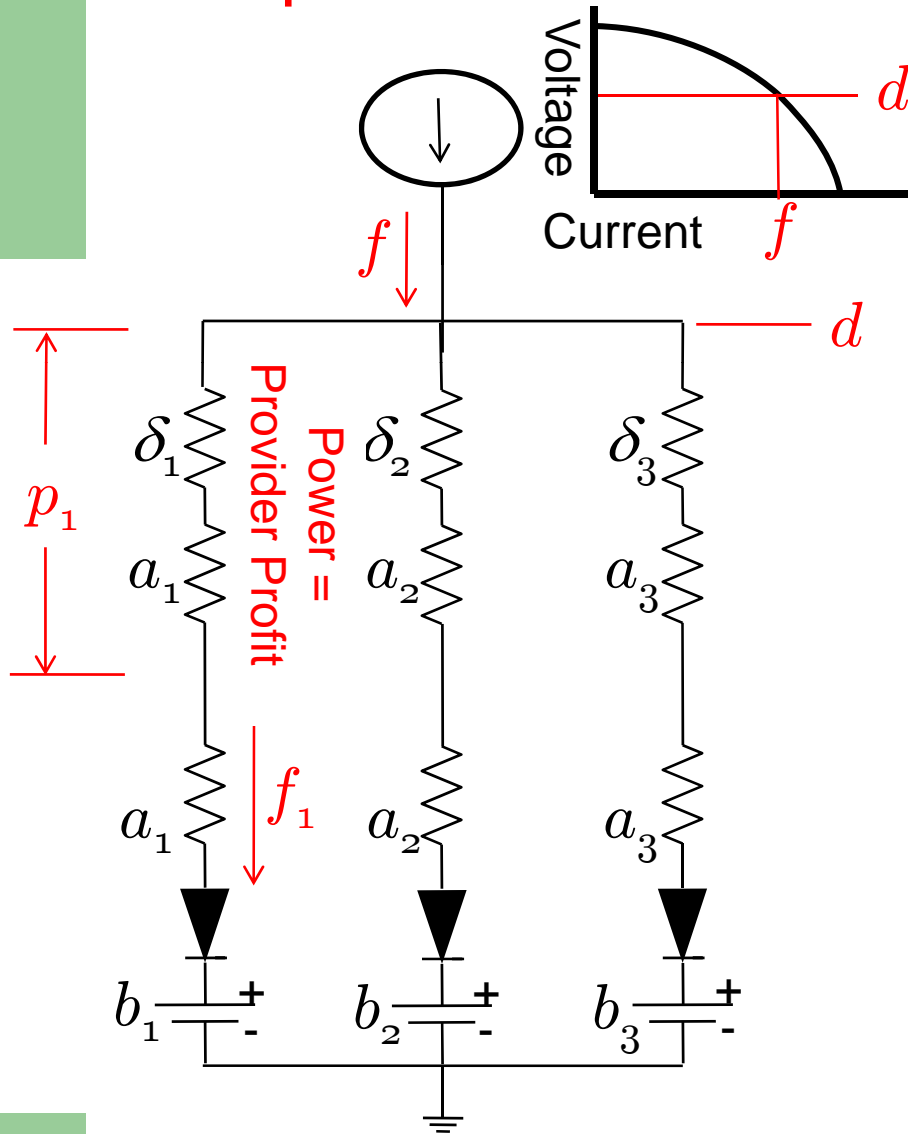 Voltage
d
Current
f
f
d
p₁
δ₁
Power =
Provider Profit
δ₂
δ₃
a₁
a₂
a₃
f₁
a₁
a₂
a₃
b₁
+
-
b₂
+
-
b₃
+
-